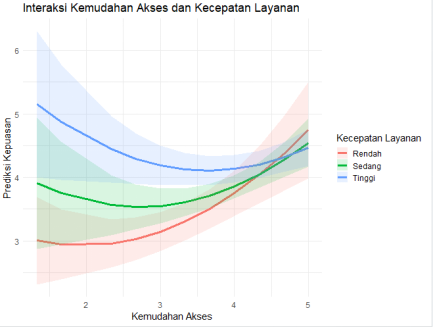 Interaksi Kemudahan Akses dan Kecepatan Layanan
Prediksi Kepuasan
6
5
4
3
2
3
4
5
Kemudahan Akses
Kecepatan Layanan
Rendah
Sedang
Tinggi